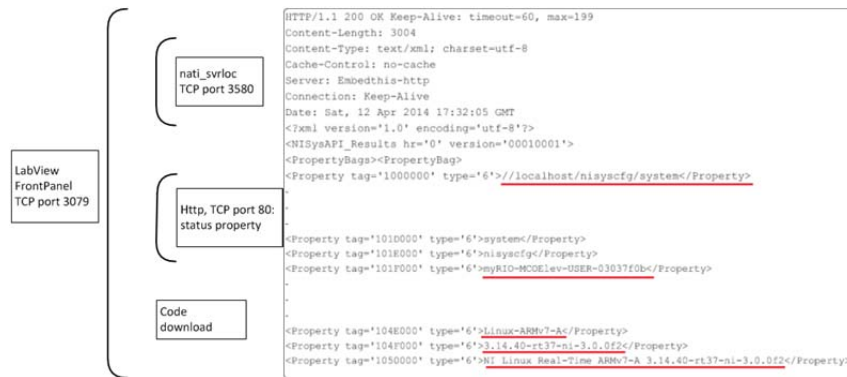 LabView
FrontPanel
TCP port 3079
nati_svrloc
TCP port 3580
Http, TCP port 80:
status property
Code
download
HTTP/1.1 200 OK Keep-Alive: timeout=60, max=199
Content-Length: 3004
Content-Type: text/xml; charset=utf-8
Cache-Control: no-cache
Server: Embedthis-http
Connection: Keep-Alive
Date: Sat, 12 Apr 2014 17:32:05 GMT
<?xml version='1.0' encoding='utf-8'?>
<NISysAPI_Results hr='0' version='00010001'>
<PropertyBags><PropertyBag>
<Property tag='1000000' type='6'>//localhost/nisyscfg/system</Property>
-
-
-
<Property tag='101D000' type='6'>system</Property>
<Property tag='101E000' type='6'>nisyscfg</Property>
<Property tag='101F000' type='6'>myRIO-MCOElev-USER-03037f0b</Property>
-
-
-
<Property tag='104E000' type='6'>Linux-ARMv7-A</Property>
<Property tag='104F000' type='6'>3.14.40-rt37-ni-3.0.0f2</Property>
<Property tag='1050000' type='6'>NI Linux Real-Time ARMv7-A 3.14.40-rt37-ni-3.0.0f2</Property>